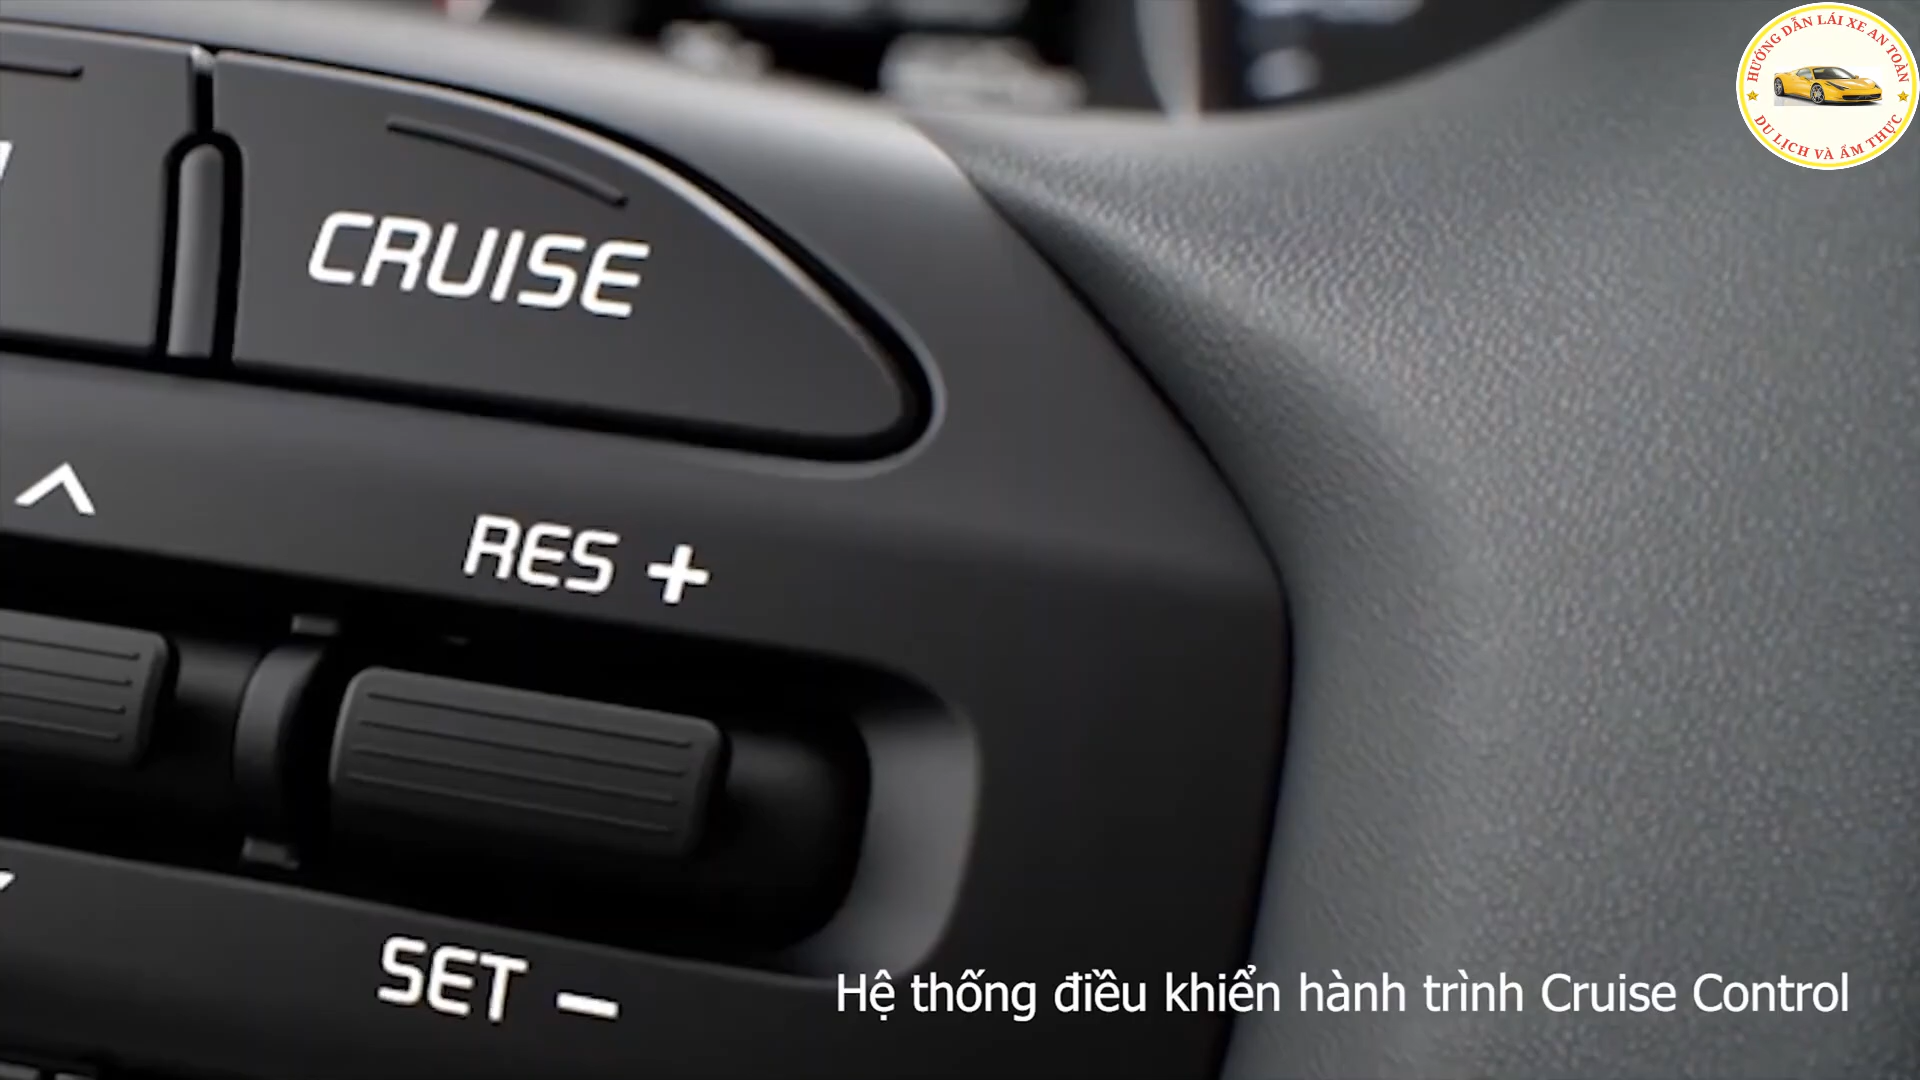 HƯỚNG DẪN LÁI XE AN TOÀN
DU LỊCH VÀ ẨM THỰC
CRUISE
RES +
SET −
Hệ thống điều khiển hành trình Cruise Control